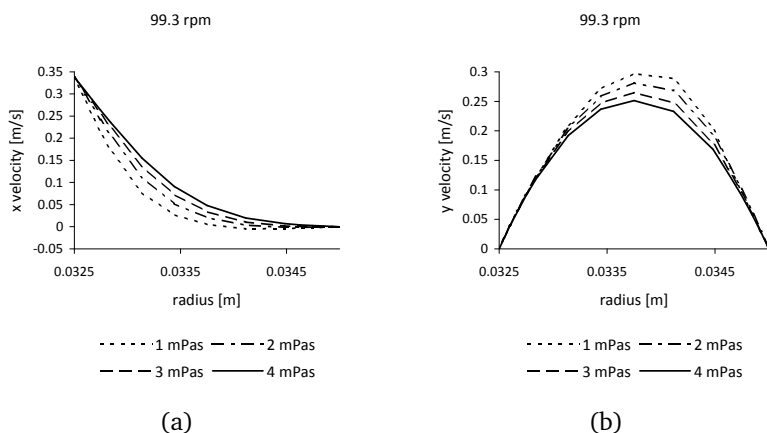 99.3 rpm
x velocity [m/s]
0.35
0.3
0.25
0.2
0.15
0.1
0.05
0
-0.05
0.0325 0.0335 0.0345
radius [m]
1 mPas 2 mPas
3 mPas 4 mPas
(a)
99.3 rpm
y velocity [m/s]
0.3
0.25
0.2
0.15
0.1
0.05
0
0.0325 0.0335 0.0345
radius [m]
1 mPas 2 mPas
3 mPas 4 mPas
(b)